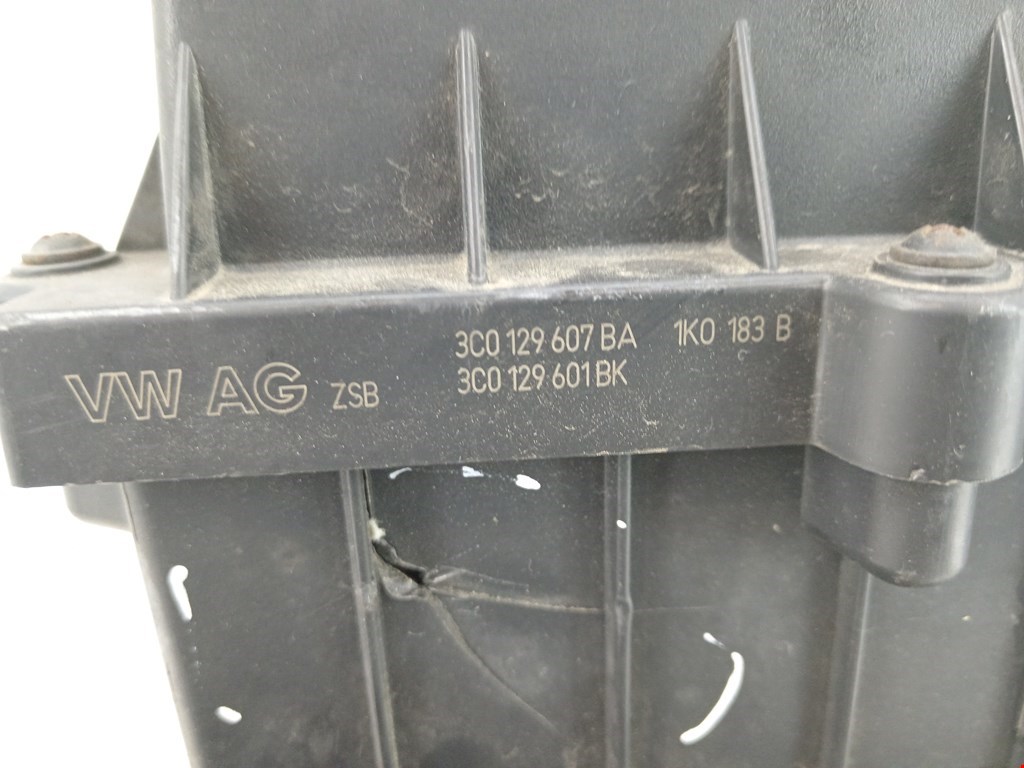 VW AG ZSB
3C0 129 607 BA 1K0 183 B
3C0 129 601 BK